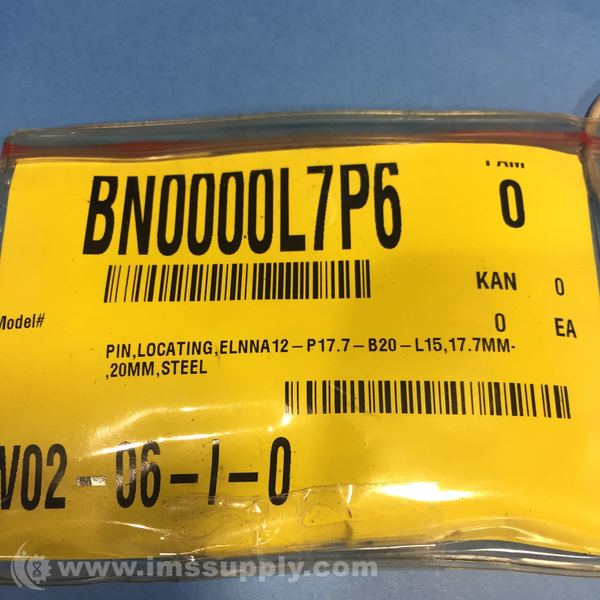 BN0000L7P6
0
KAN 0
Model# 0 EA
PIN,LOCATING,ELNNA12-P17.7-B20-L15,17.7MM-
,20MM,STEEL
02-06-1-0
www.imssupply.com